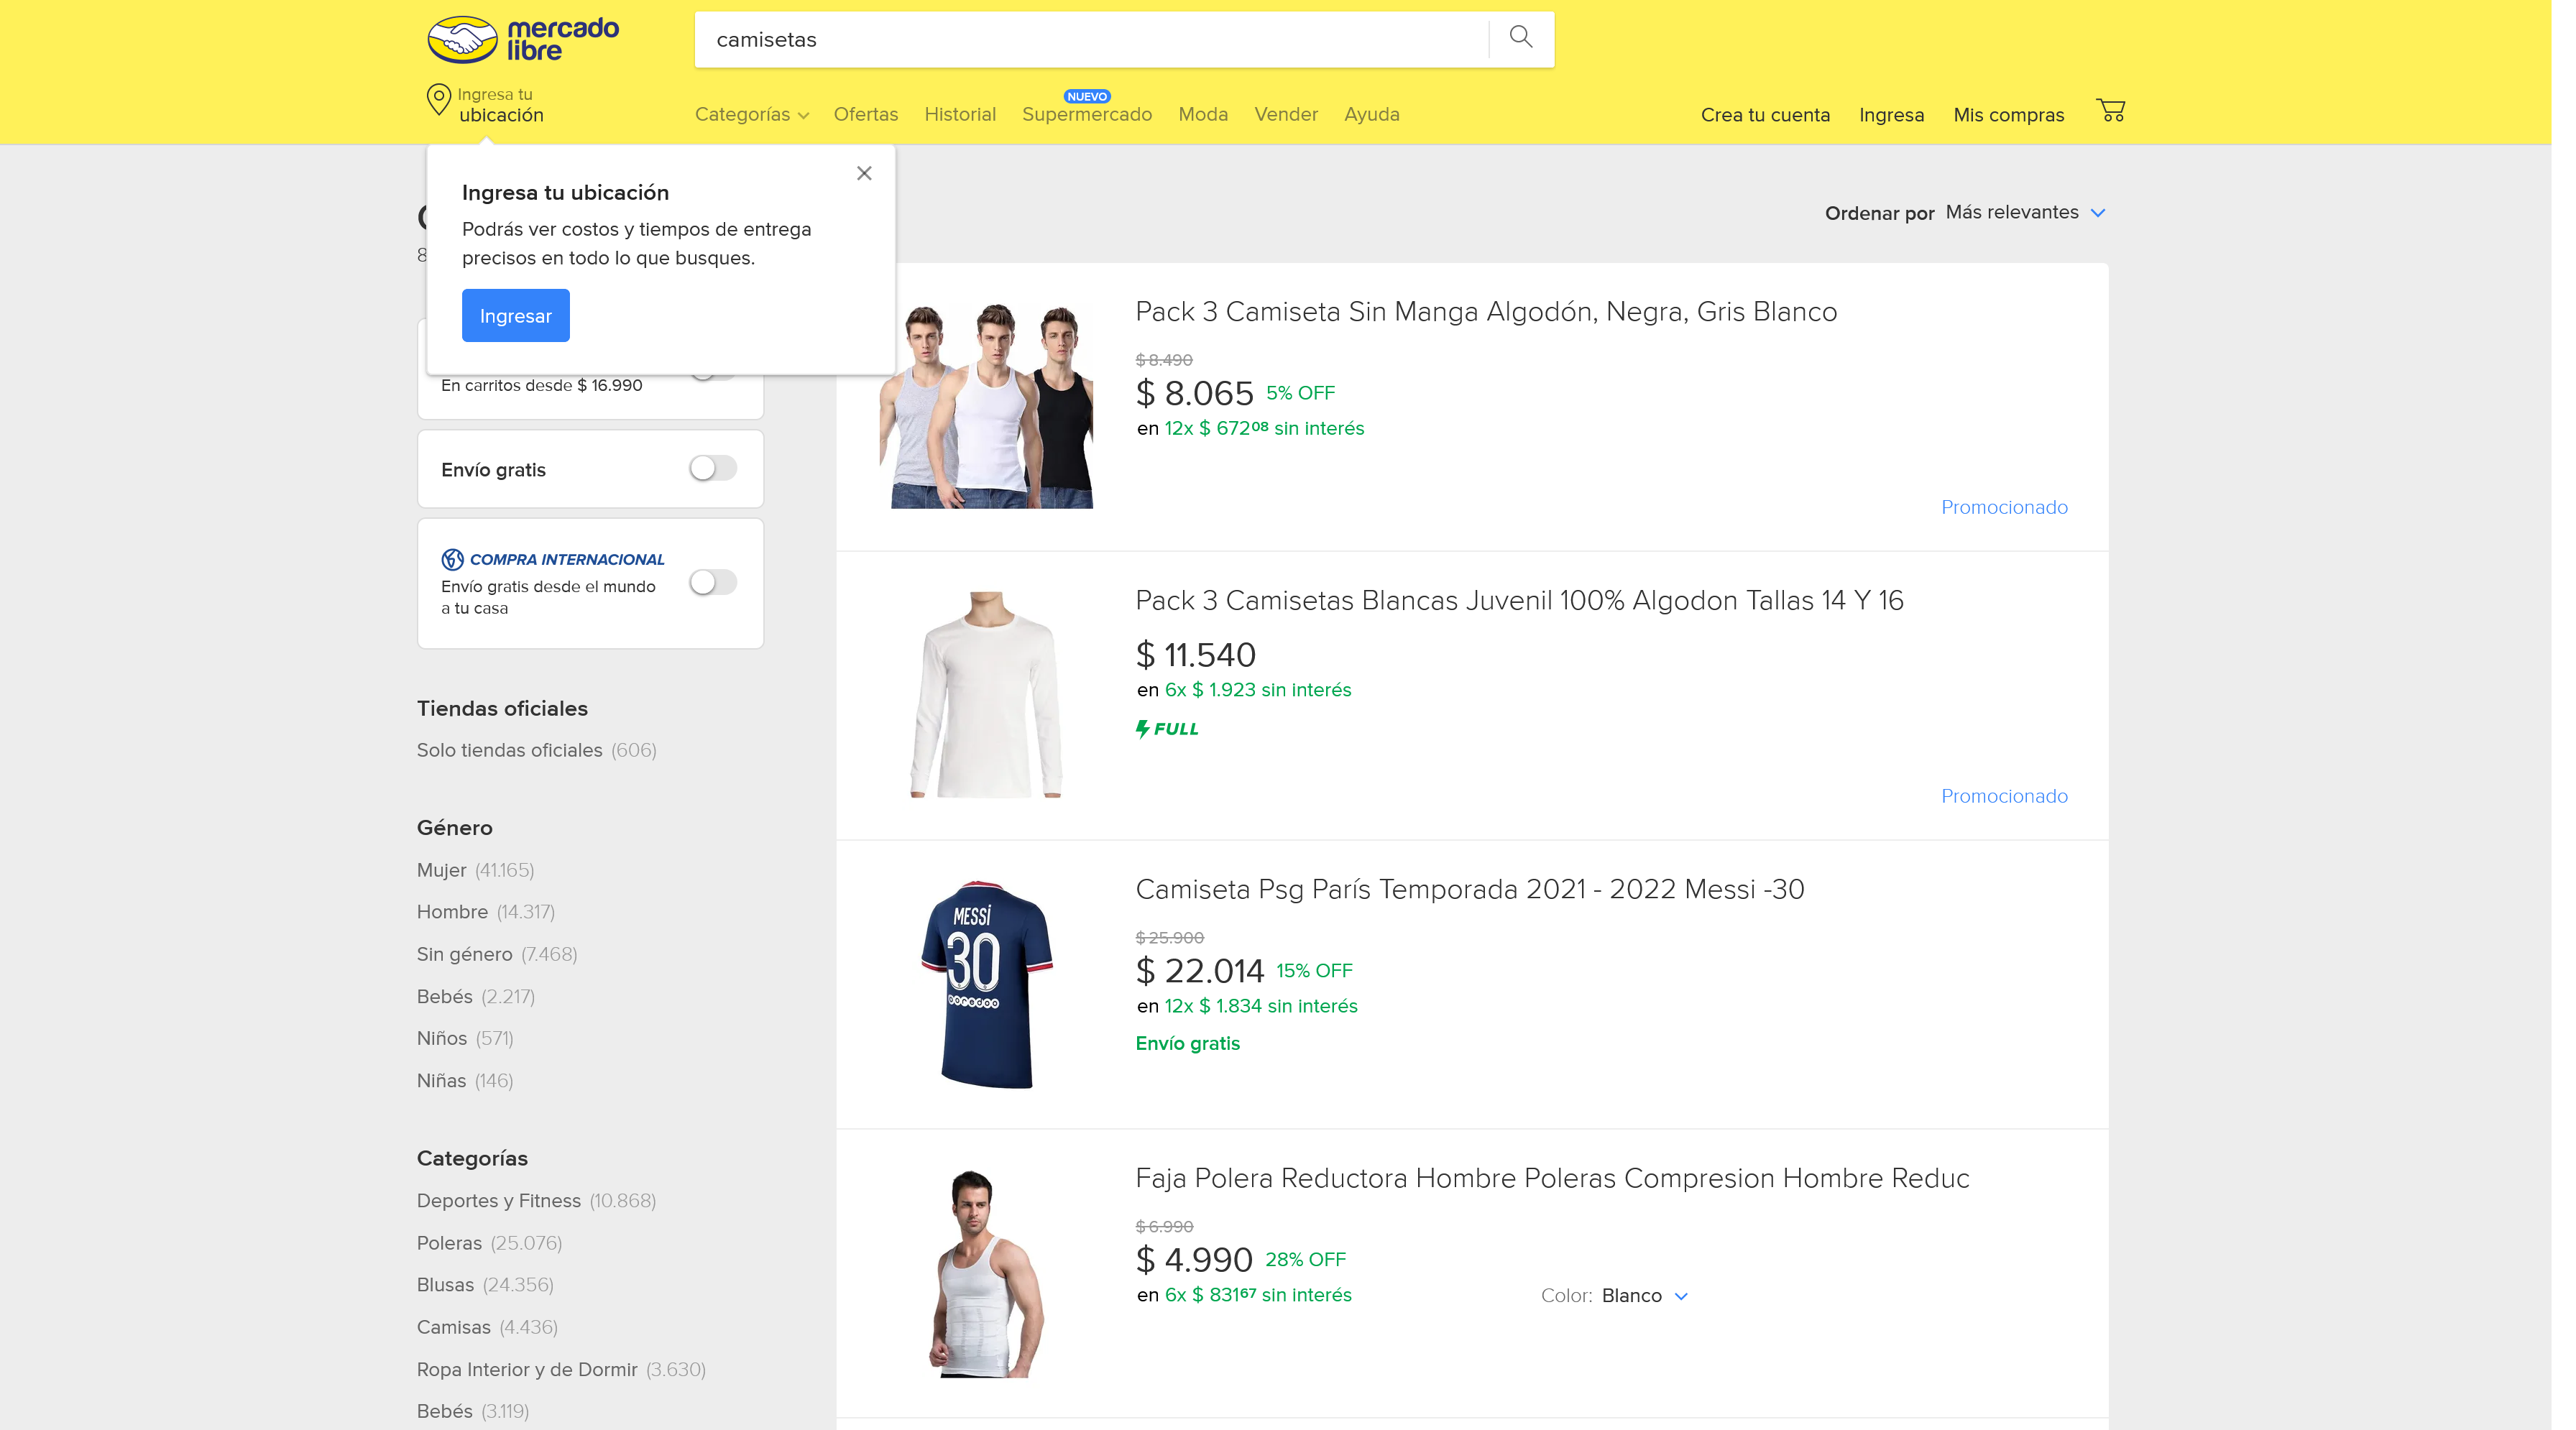 mercado
libre
camisetas
Ingresa tu
ubicación
Categorías
Ofertas
Historial
NUEVO
Supermercado
Moda
Vender
Ayuda
Crea tu cuenta
Ingresa
Mis compras
Ingresa tu ubicación
Podrás ver costos y tiempos de entrega
precisos en todo lo que busques.
Ingresar
Ordenar por Más relevantes
En carritos desde $ 16.990
Envío gratis
COMPRA INTERNACIONAL
Envío gratis desde el mundo
a tu casa
Tiendas oficiales
Solo tiendas oficiales (606)
Género
Mujer (41.165)
Hombre (14.317)
Sin género (7.468)
Bebés (2.217)
Niños (571)
Niñas (146)
Categorías
Deportes y Fitness (10.868)
Poleras (25.076)
Blusas (24.356)
Camisas (4.436)
Ropa Interior y de Dormir (3.630)
Bebés (3.119)
Pack 3 Camiseta Sin Manga Algodón, Negra, Gris Blanco
$ 8.490
$ 8.065 5% OFF
en 12x $ 672⁰⁸ sin interés
Promocionado
Pack 3 Camisetas Blancas Juvenil 100% Algodon Tallas 14 Y 16
$ 11.540
en 6x $ 1.923 sin interés
FULL
Promocionado
MESSI
30
ooredoo
Camiseta Psg París Temporada 2021 - 2022 Messi -30
$ 25.900
$ 22.014 15% OFF
en 12x $ 1.834 sin interés
Envío gratis
Faja Polera Reductora Hombre Poleras Compresion Hombre Reduc
$ 6.990
$ 4.990 28% OFF
en 6x $ 831⁶⁷ sin interés
Color: Blanco